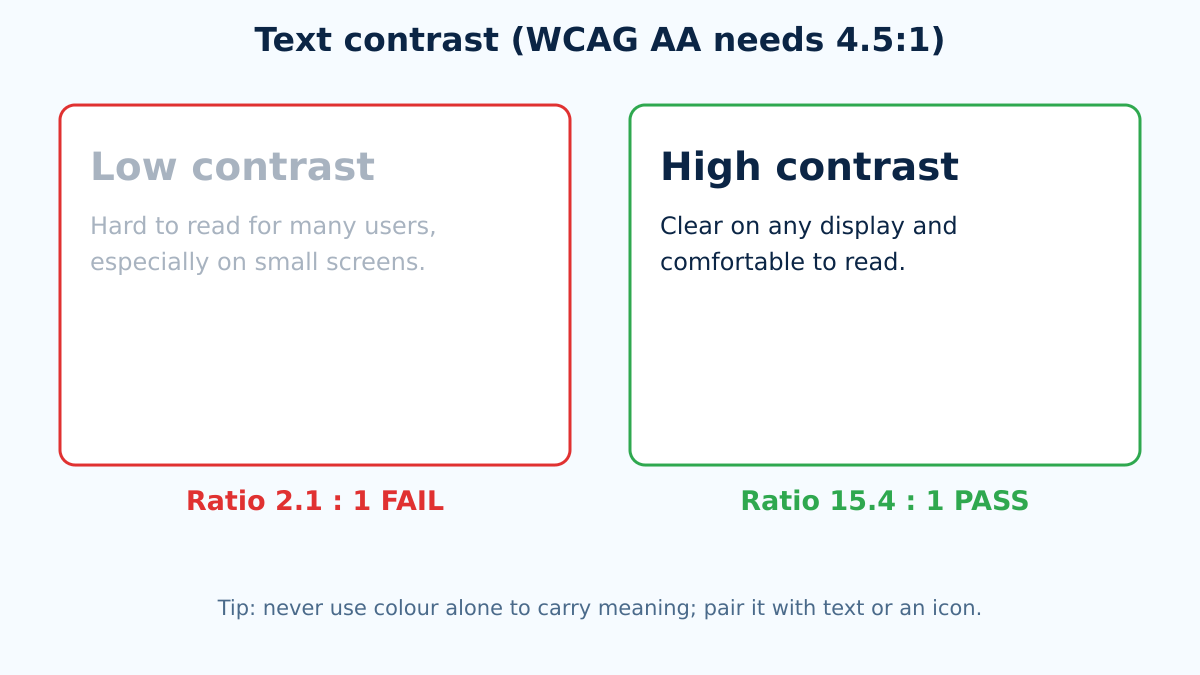 Text contrast (WCAG AA needs 4.5:1)
Low contrast
Hard to read for many users,
especially on small screens.
Ratio 2.1 : 1 FAIL
High contrast
Clear on any display and
comfortable to read.
Ratio 15.4 : 1 PASS
Tip: never use colour alone to carry meaning; pair it with text or an icon.